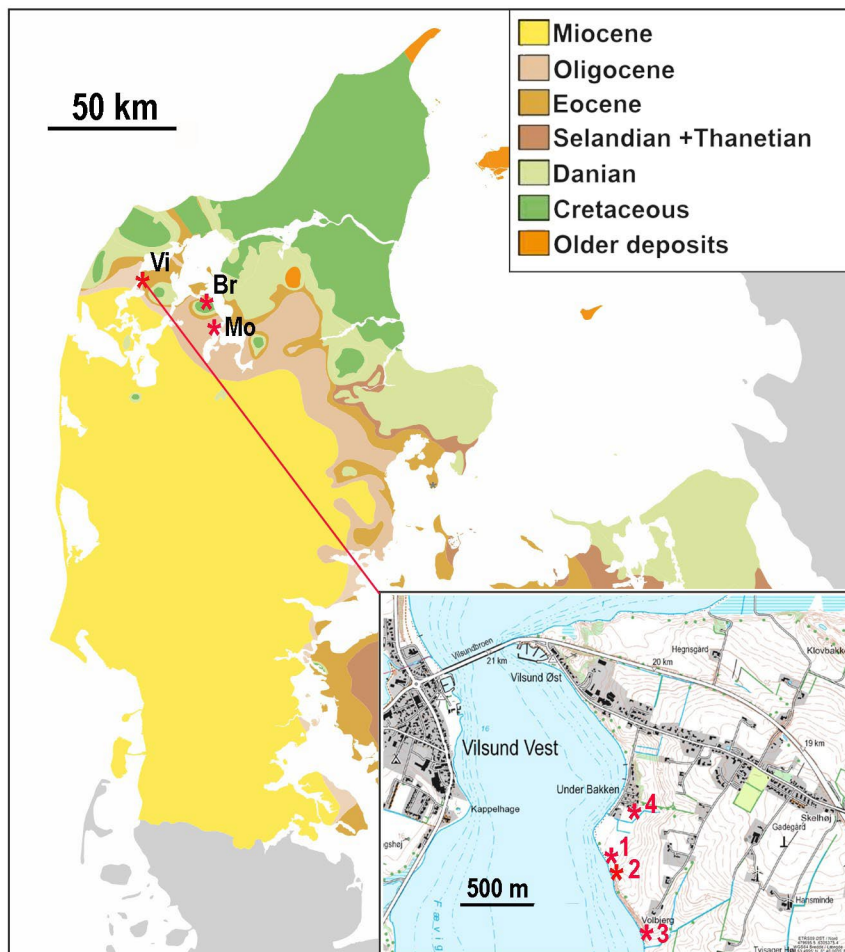 Miocene
Oligocene
Eocene
Selandian +Thanetian
Danian
Cretaceous
Older deposits
50 km
Vi
Br
Mo
Vilsundbroen
21 km
Vilsund Øst
20 km
Hegnsgård
Klovbakke
16
Vilsund Vest
19 km
Under Bakken
Kappelhage
4
Skelhøj
Gadegård
1
2
500 m
Hansminde
Volbjerg
3
F æ v i g